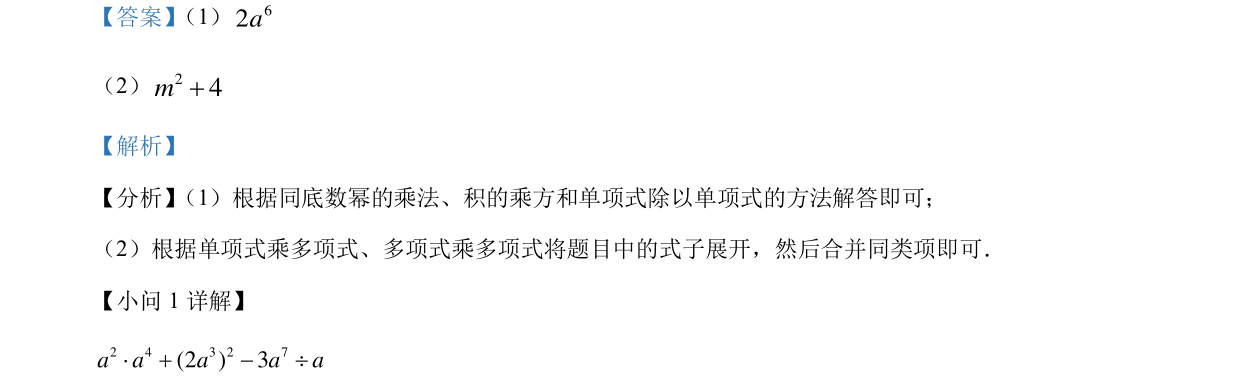 【答案】（1）2a⁶
（2）m² + 4
【解析】
【分析】（1）根据同底数幂的乘法、积的乘方和单项式除以单项式的方法解答即可；
（2）根据单项式乘多项式、多项式乘多项式将题目中的式子展开，然后合并同类项即可．
【小问 1 详解】
a² · a⁴ + (2a³)² − 3a⁷ ÷ a